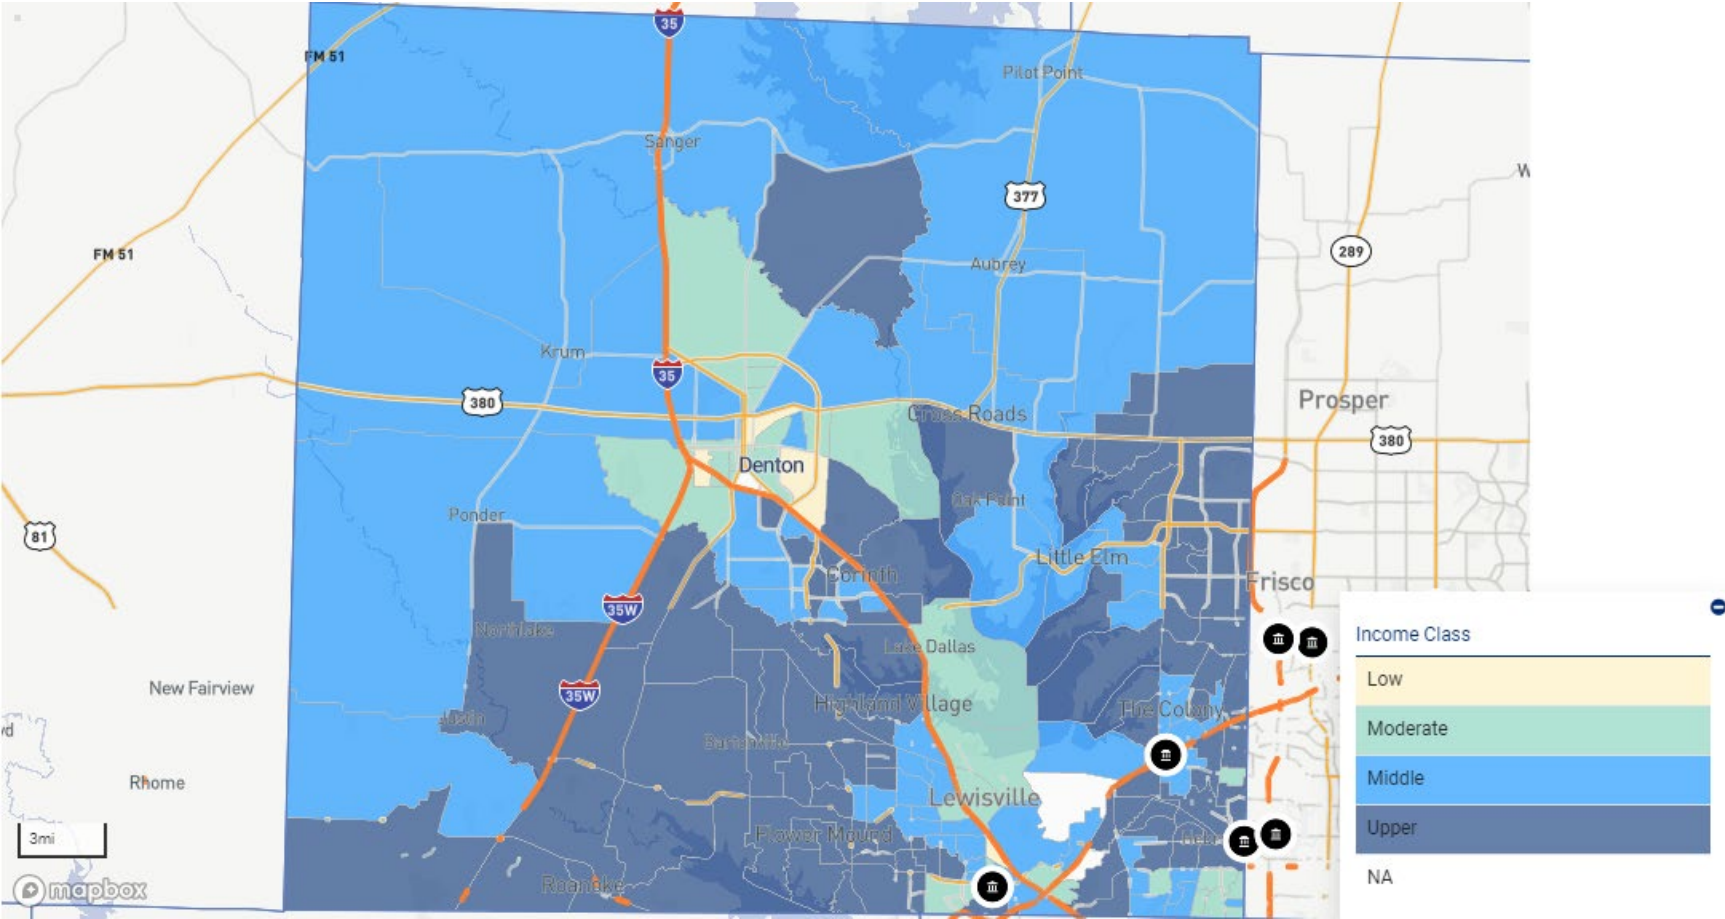 35
FM 51
Pilot Point
Sanger
W
377
FM 51
289
Aubrey
Krum
35
380
Prosper
Cross Roads
380
Denton
Oak Point
Ponder
81
Little Elm
Corinth
Frisco
35W
Northlake
Income Class
Lake Dallas
Low
New Fairview
35W
Highland Village
The Colony
Justin
Moderate
rd
Bartonville
Rhome
Middle
Lewisville
3mi
Flower Mound
Upper
Roanoke
NA
mapbox